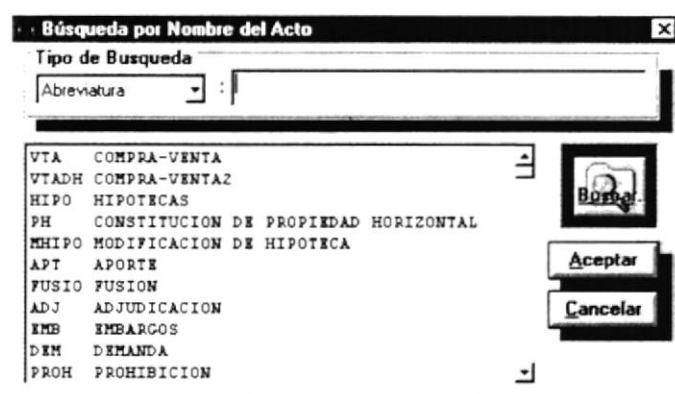 Búsqueda por Nombre del Acto
Tipo de Busqueda
Abreviatura :
VTA COMPRA-VENTA
VTADH COMPRA-VENTA2
HIPO HIPOTECAS
PH CONSTITUCION DE PROPIEDAD HORIZONTAL
MHIPO MODIFICACION DE HIPOTECA
APT APORTE
FUSIO FUSION
ADJ ADJUDICACION
EMB EMBARGOS
DEM DEMANDA
PROH PROHIBICION
Buscar.
Aceptar
Cancelar